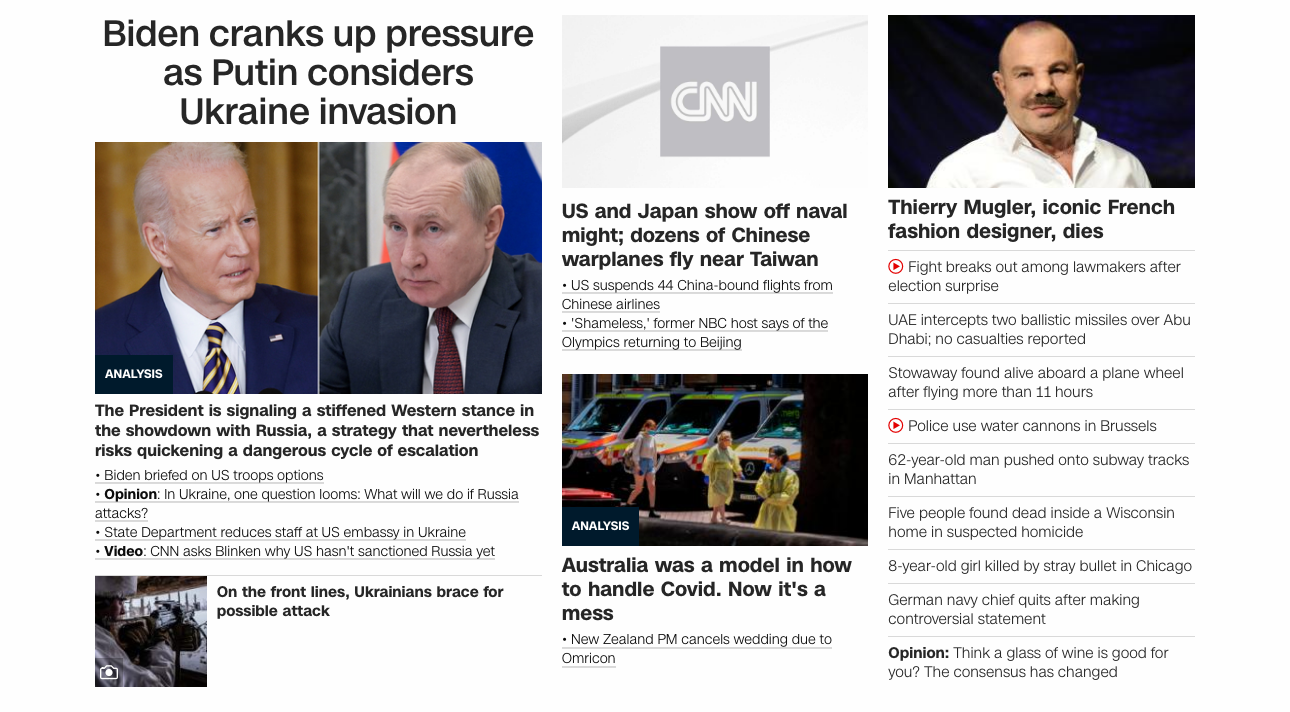 Biden cranks up pressure
as Putin considers
Ukraine invasion
ANALYSIS
The President is signaling a stiffened Western stance in
the showdown with Russia, a strategy that nevertheless
risks quickening a dangerous cycle of escalation
• Biden briefed on US troops options
• Opinion: In Ukraine, one question looms: What will we do if Russia
attacks?
• State Department reduces staff at US embassy in Ukraine
• Video: CNN asks Blinken why US hasn't sanctioned Russia yet
On the front lines, Ukrainians brace for
possible attack
CNN
US and Japan show off naval
might; dozens of Chinese
warplanes fly near Taiwan
• US suspends 44 China-bound flights from
Chinese airlines
• 'Shameless,' former NBC host says of the
Olympics returning to Beijing
ANALYSIS
Australia was a model in how
to handle Covid. Now it's a
mess
• New Zealand PM cancels wedding due to
Omricon
Thierry Mugler, iconic French
fashion designer, dies
Fight breaks out among lawmakers after
election surprise
UAE intercepts two ballistic missiles over Abu
Dhabi; no casualties reported
Stowaway found alive aboard a plane wheel
after flying more than 11 hours
Police use water cannons in Brussels
62-year-old man pushed onto subway tracks
in Manhattan
Five people found dead inside a Wisconsin
home in suspected homicide
8-year-old girl killed by stray bullet in Chicago
German navy chief quits after making
controversial statement
Opinion: Think a glass of wine is good for
you? The consensus has changed